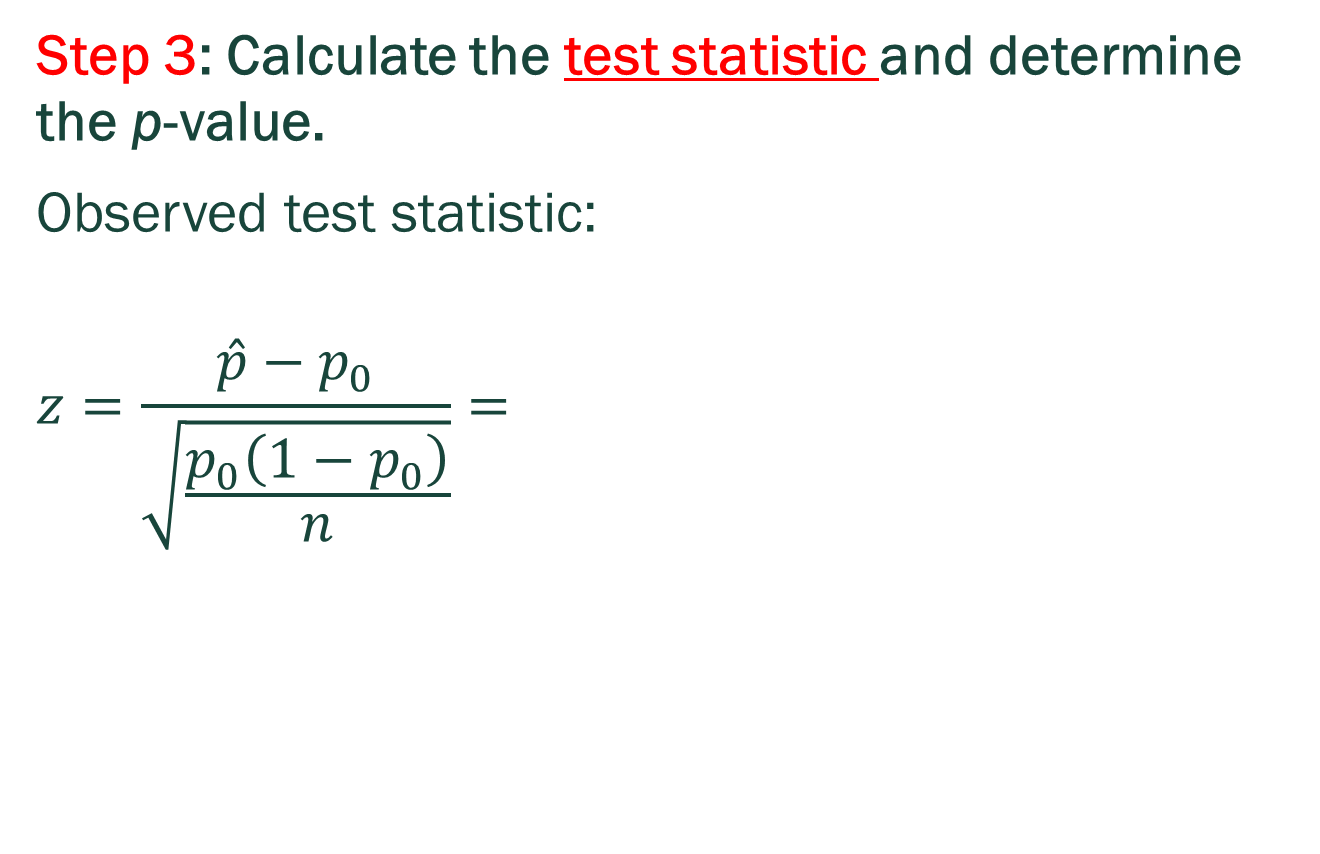 Step 3: Calculate the test statistic and determine
the p-value.
Observed test statistic:
p̂ − p₀
z = ――― =
√
p₀(1 − p₀)
n